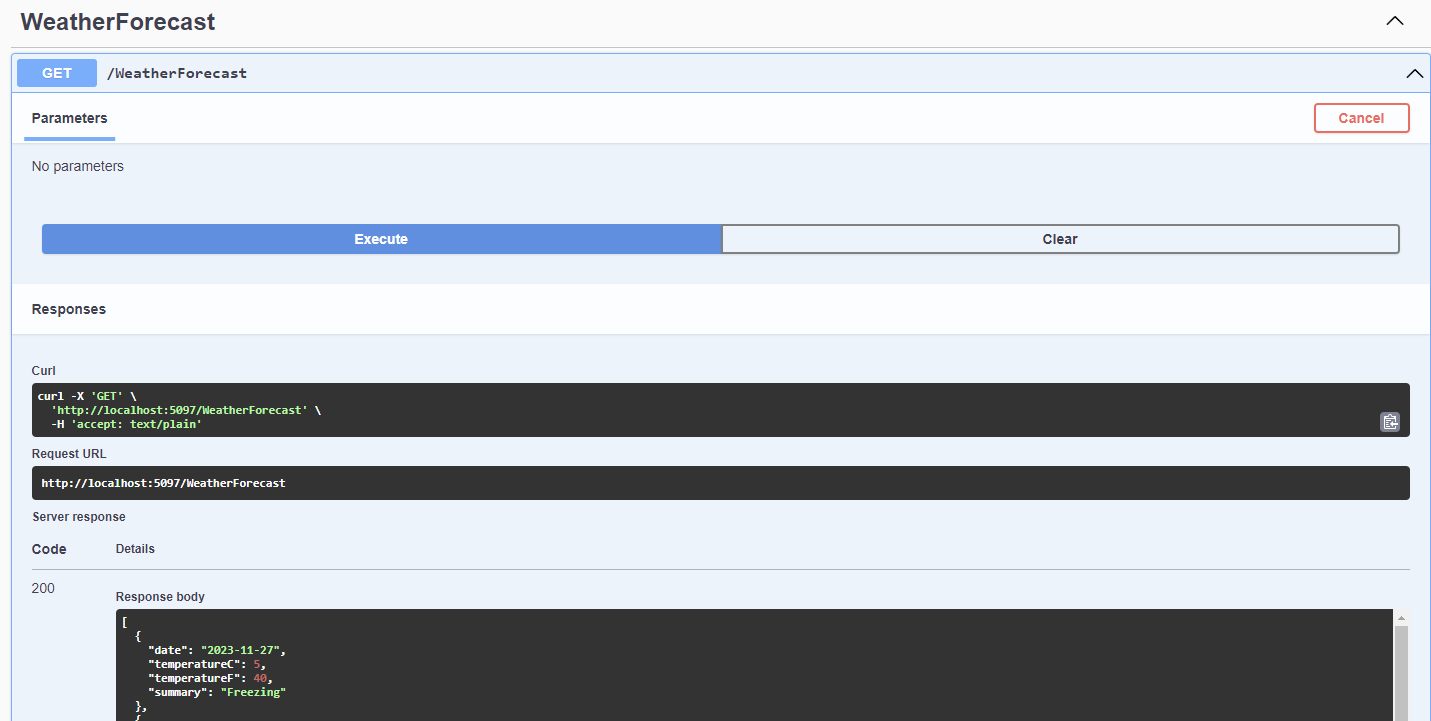 WeatherForecast
GET /WeatherForecast
Parameters
Cancel
No parameters
Execute
Clear
Responses
Curl
curl -X 'GET' \
  'http://localhost:5097/WeatherForecast' \
  -H 'accept: text/plain'
Request URL
http://localhost:5097/WeatherForecast
Server response
Code Details
200
Response body
[
  {
    "date": "2023-11-27",
    "temperatureC": 5,
    "temperatureF": 40,
    "summary": "Freezing"
  },
  {